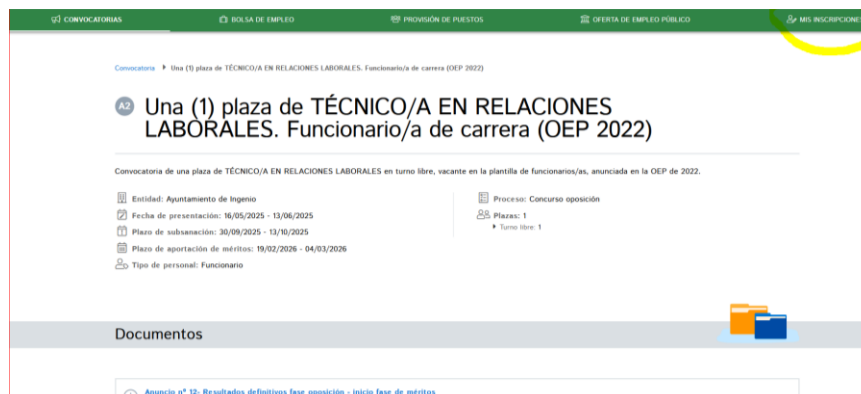 CONVOCATORIAS
BOLSA DE EMPLEO
PROVISIÓN DE PUESTOS
OFERTA DE EMPLEO PÚBLICO
MIS INSCRIPCIONES
Convocatoria
Una (1) plaza de TÉCNICO/A EN RELACIONES LABORALES. Funcionario/a de carrera (OEP 2022)
A2
Una (1) plaza de TÉCNICO/A EN RELACIONES
LABORALES. Funcionario/a de carrera (OEP 2022)
Convocatoria de una plaza de TÉCNICO/A EN RELACIONES LABORALES en turno libre, vacante en la plantilla de funcionarios/as, anunciada en la OEP de 2022.
Entidad: Ayuntamiento de Ingenio
Fecha de presentación: 16/05/2025 - 13/06/2025
Plazo de subsanación: 30/09/2025 - 13/10/2025
Plazo de aportación de méritos: 19/02/2026 - 04/03/2026
Tipo de personal: Funcionario
Proceso: Concurso oposición
Plazas: 1
Turno libre: 1
Documentos
Anuncio nº 12- Resultados definitivos fase oposición - inicio fase de méritos